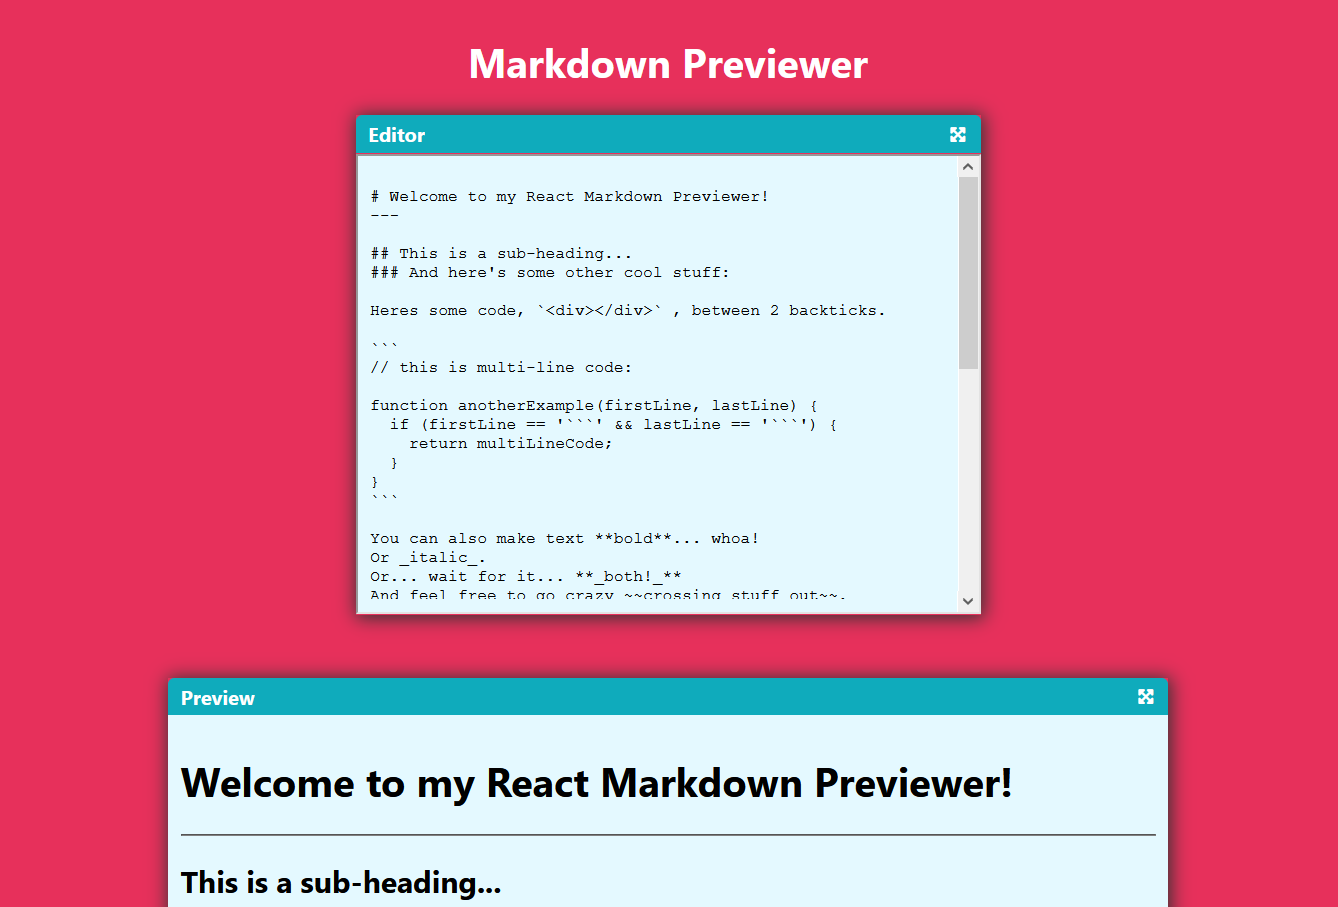 Markdown Previewer
Editor
# Welcome to my React Markdown Previewer!
---
## This is a sub-heading...
### And here's some other cool stuff:
Heres some code, `<div></div>` , between 2 backticks.
```
// this is multi-line code:
function anotherExample(firstLine, lastLine) {
  if (firstLine == '```' && lastLine == '```') {
    return multiLineCode;
  }
}
```
You can also make text **bold**... whoa!
Or _italic_.
Or... wait for it... **_both!_**
And feel free to go crazy ~~crossing stuff out~~.
Preview
Welcome to my React Markdown Previewer!
This is a sub-heading...